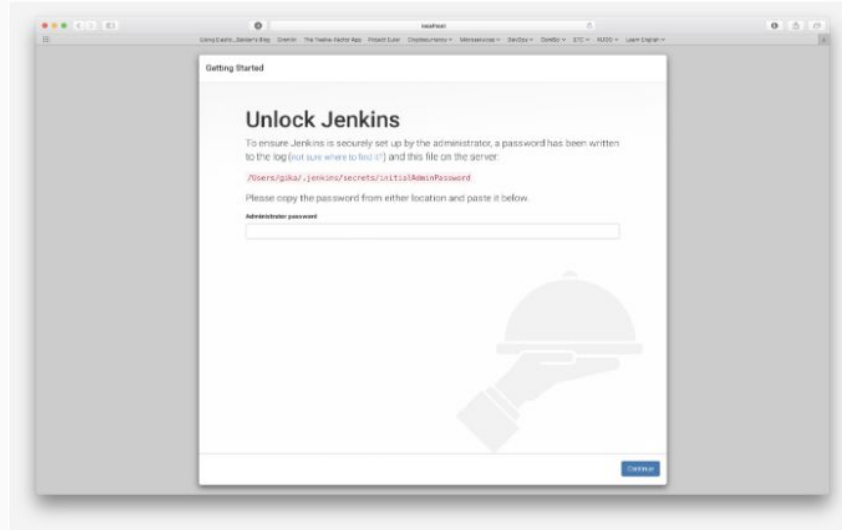 localhost
Getting Started
Unlock Jenkins
To ensure Jenkins is securely set up by the administrator, a password has been written
to the log (not sure where to find it?) and this file on the server:
/Users/gika/.jenkins/secrets/initialAdminPassword
Please copy the password from either location and paste it below.
Administrator password
Continue